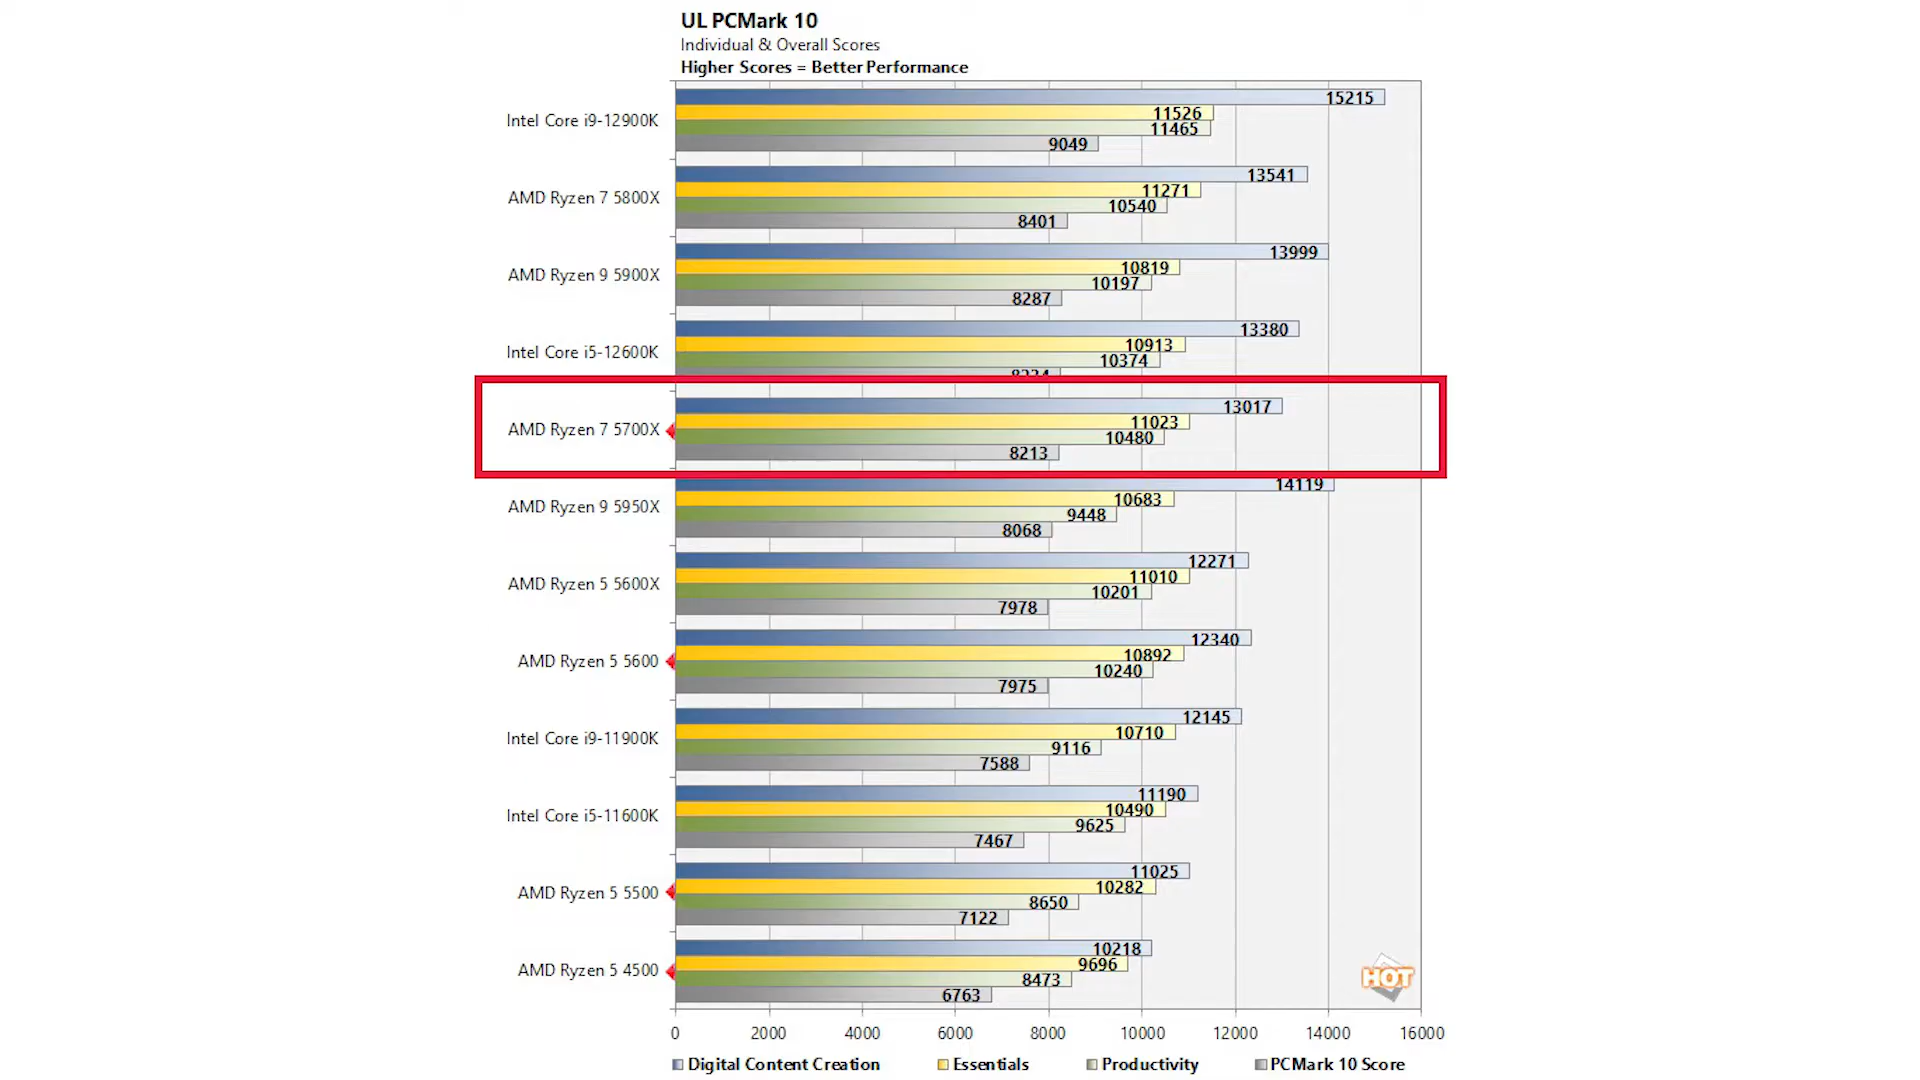 UL PCMark 10
Individual & Overall Scores
Higher Scores = Better Performance
Intel Core i9-12900K
15215
11526
11465
9049
AMD Ryzen 7 5800X
13541
11271
10540
8401
AMD Ryzen 9 5900X
13999
10819
10197
8287
Intel Core i5-12600K
13380
10913
10374
AMD Ryzen 7 5700X
13017
11023
10480
8213
AMD Ryzen 9 5950X
14119
10683
9448
8068
AMD Ryzen 5 5600X
12271
11010
10201
7978
AMD Ryzen 5 5600
12340
10892
10240
7975
Intel Core i9-11900K
12145
10710
9116
7588
Intel Core i5-11600K
11190
10490
9625
7467
AMD Ryzen 5 5500
11025
10282
8650
7122
AMD Ryzen 5 4500
10218
9696
8473
6763
HOT
0 2000 4000 6000 8000 10000 12000 14000 16000
Digital Content Creation Essentials Productivity PCMark 10 Score